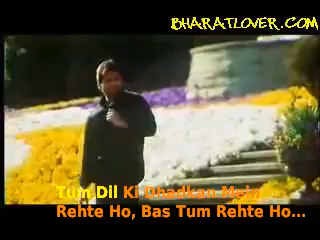 BHARATLOVER.COM
Tum Dil Ki Dhadkan Mein
Rehte Ho, Bas Tum Rehte Ho...